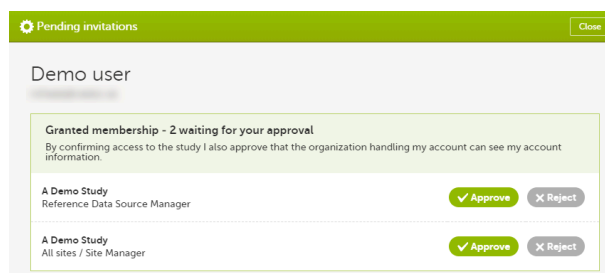 Pending invitations
Close
Demo user
Granted membership - 2 waiting for your approval
By confirming access to the study I also approve that the organization handling my account can see my account
information.
A Demo Study
Reference Data Source Manager
Approve
Reject
A Demo Study
All sites / Site Manager
Approve
Reject